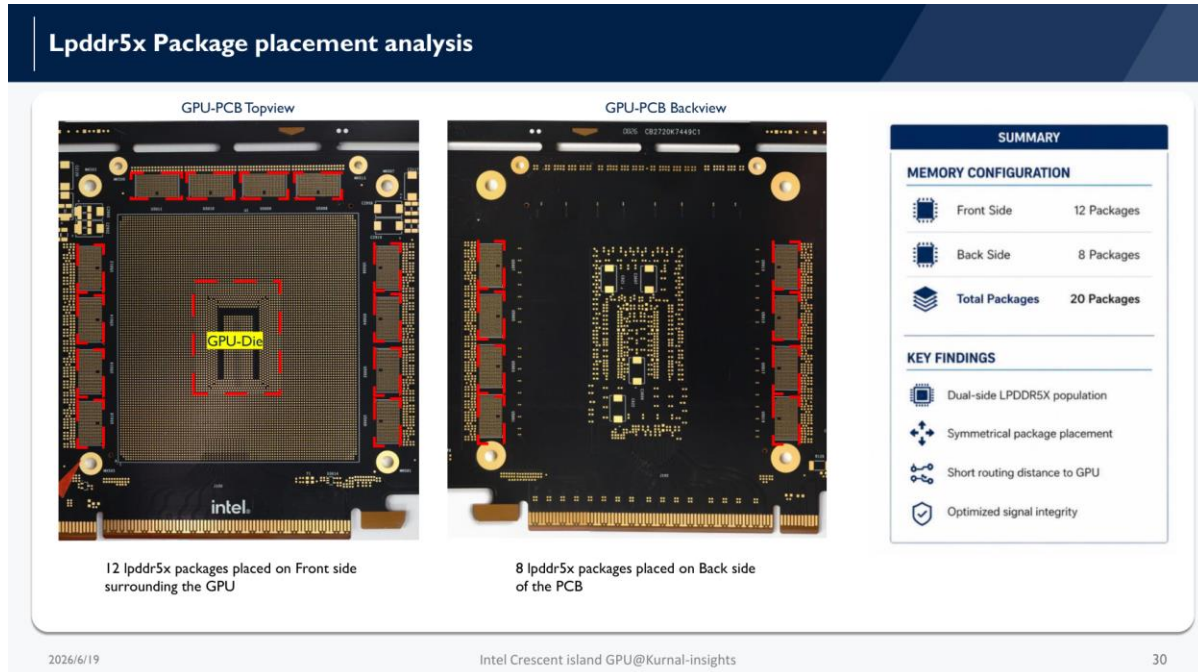 Lpddr5x Package placement analysis
GPU-PCB Topview
GPU-Die
intel.
12 lpddr5x packages placed on Front side
surrounding the GPU
GPU-PCB Backview
CB2720K7449C1
8 lpddr5x packages placed on Back side
of the PCB
SUMMARY
MEMORY CONFIGURATION
Front Side 12 Packages
Back Side 8 Packages
Total Packages 20 Packages
KEY FINDINGS
Dual-side LPDDR5X population
Symmetrical package placement
Short routing distance to GPU
Optimized signal integrity
2026/6/19
Intel Crescent island GPU@Kurnal-insights
30